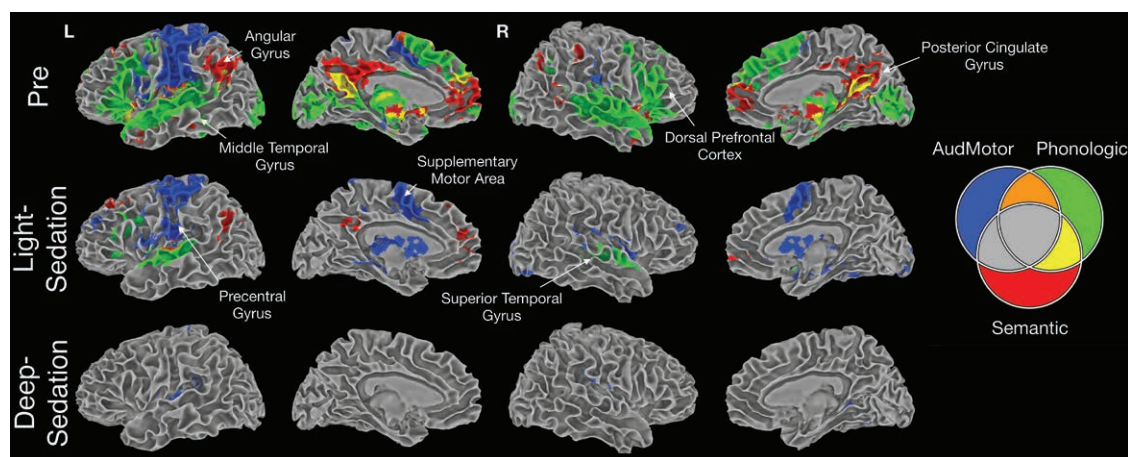 L
R
Pre
Angular
Gyrus
Posterior Cingulate
Gyrus
Middle Temporal
Gyrus
Dorsal Prefrontal
Cortex
Supplementary
Motor Area
AudMotor
Phonologic
Light-
Sedation
Precentral
Gyrus
Superior Temporal
Gyrus
Semantic
Deep-
Sedation